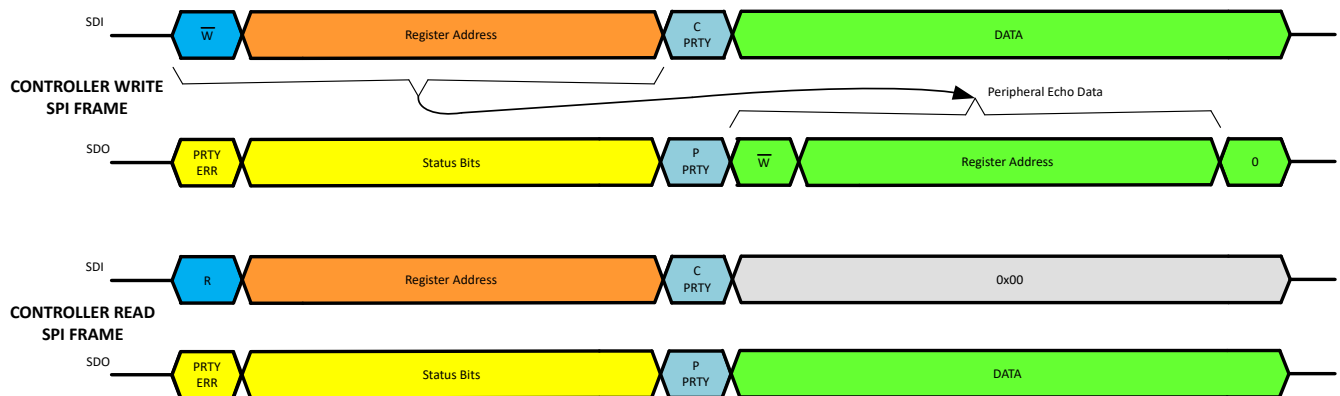 SDI
W̅
Register Address
C
PRTY
DATA
CONTROLLER WRITE
SPI FRAME
Peripheral Echo Data
SDO
PRTY
ERR
Status Bits
P
PRTY
W̅
Register Address
0
SDI
R
Register Address
C
PRTY
0x00
CONTROLLER READ
SPI FRAME
SDO
PRTY
ERR
Status Bits
P
PRTY
DATA